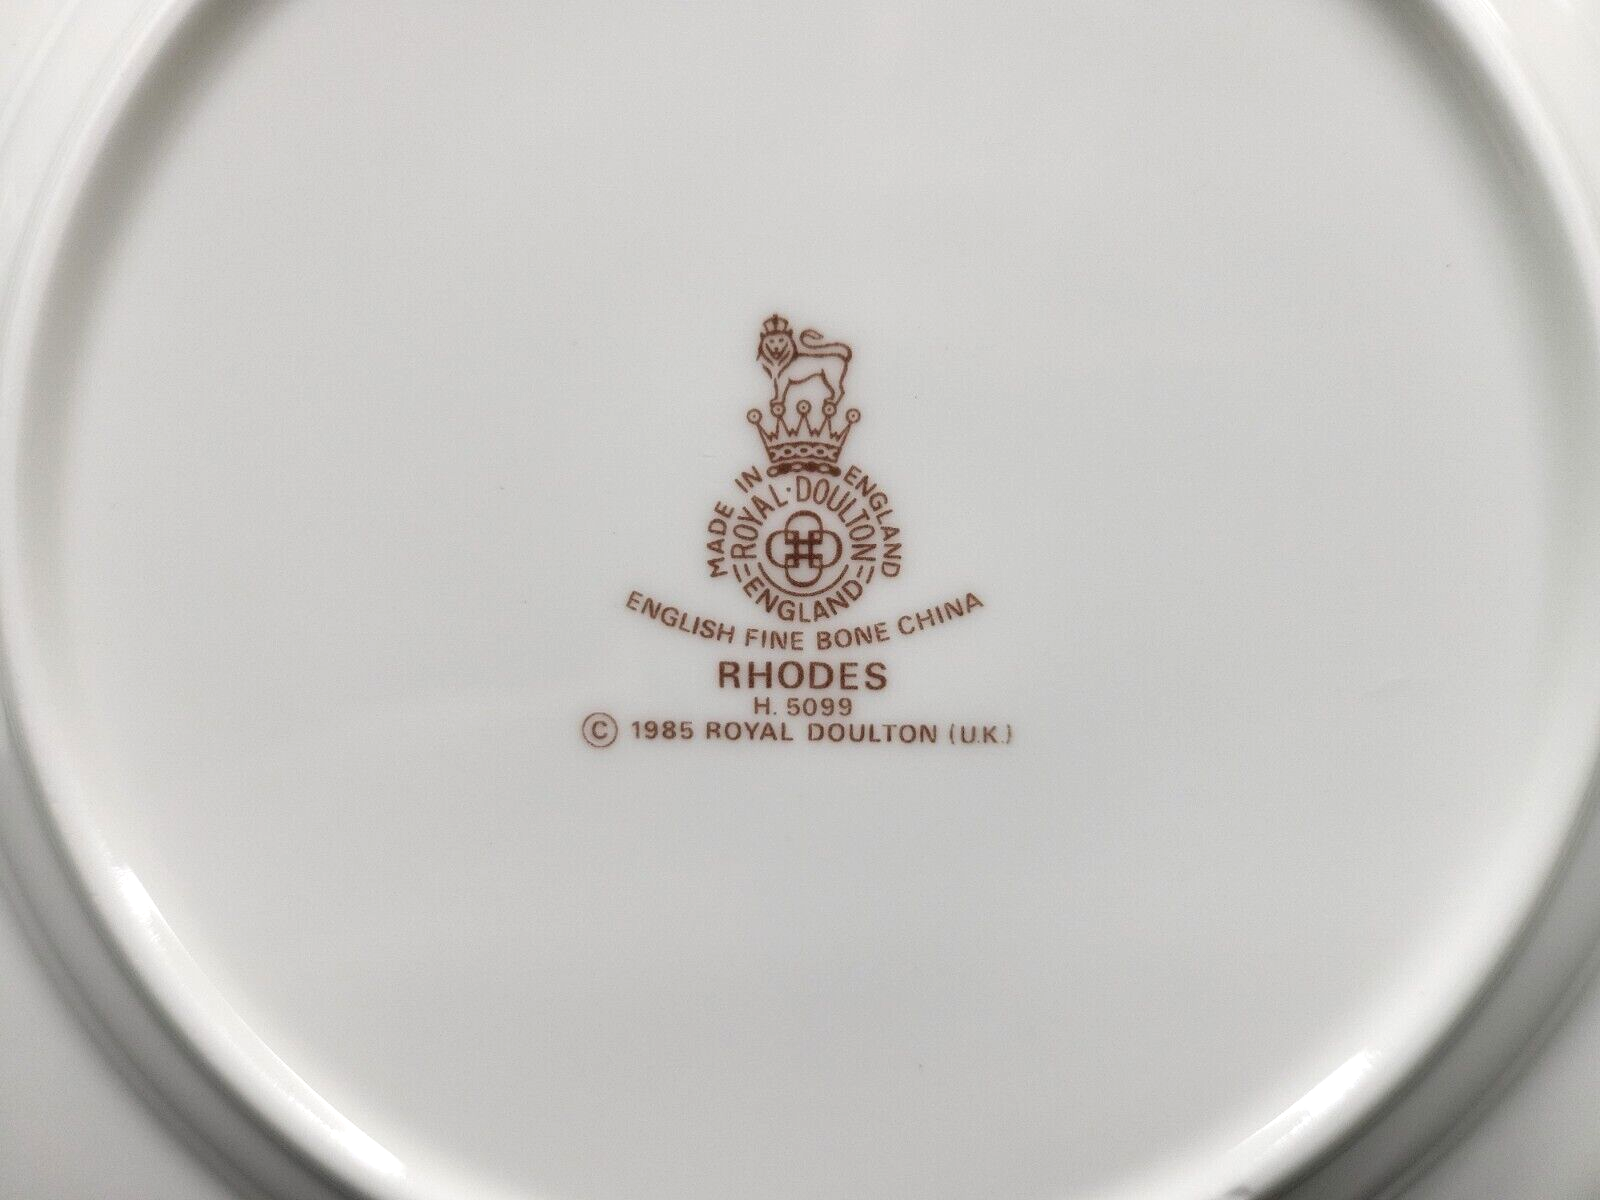 MADE IN ENGLAND
ROYAL·DOULTON
ENGLAND
ENGLISH FINE BONE CHINA
RHODES
H. 5099
© 1985 ROYAL DOULTON (U.K.)